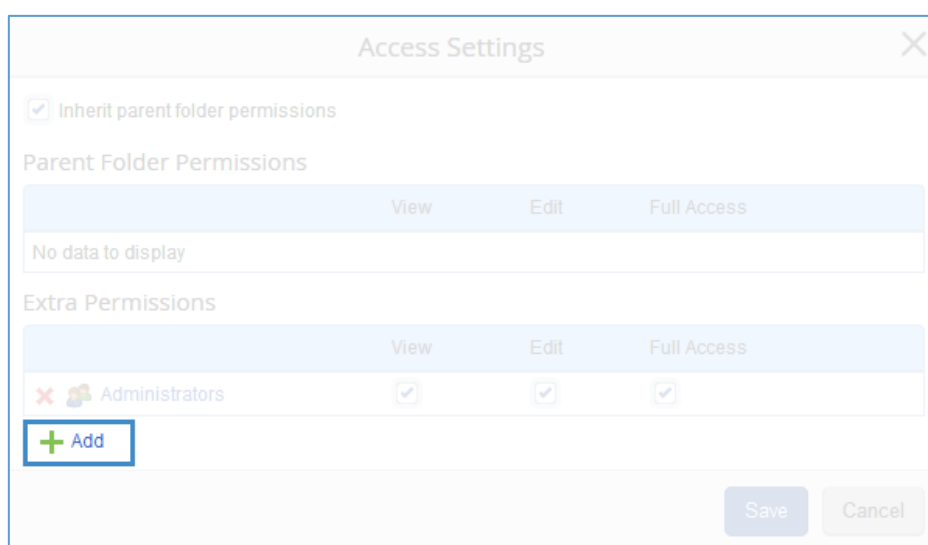 Access Settings
Inherit parent folder permissions
Parent Folder Permissions
View Edit Full Access
No data to display
Extra Permissions
View Edit Full Access
Administrators
Add
Save Cancel